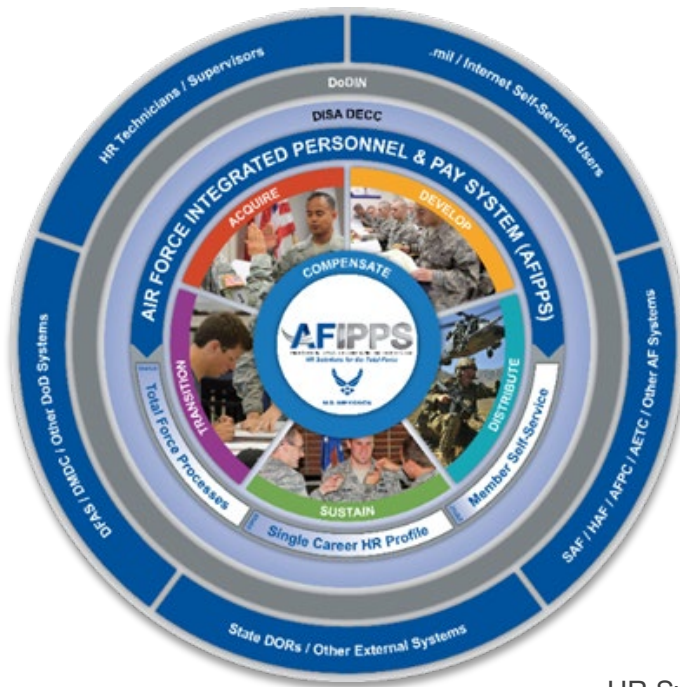 HR Technicians / Supervisors
.mil / Internet Self-Service Users
DoDIN
DISA DECC
AIR FORCE INTEGRATED PERSONNEL & PAY SYSTEM (AFIPPS)
ACQUIRE
DEVELOP
COMPENSATE
AFIPPS
HR Solutions for the Total Force
U.S. AIR FORCE
TRANSITION
DISTRIBUTE
SUSTAIN
Total Force Processes
Single Career HR Profile
Member Self-Service
DFAS / DMDC / Other DoD Systems
SAF / HAF / AFPC / AETC / Other AF Systems
State DORs / Other External Systems